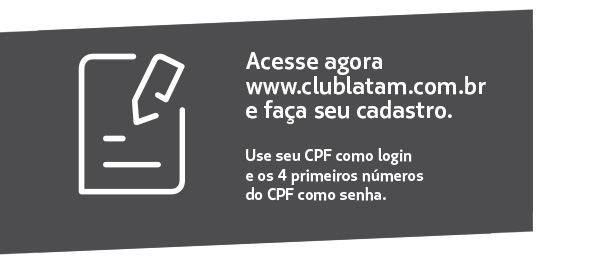 Acesse agora
www.clublatam.com.br
e faça seu cadastro.
Use seu CPF como login
e os 4 primeiros números
do CPF como senha.